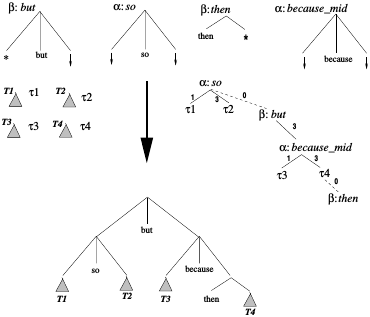 β: but α: so β: then α: because_mid
* but so then * because
T1 τ1 T2 τ2
T3 τ3 T4 τ4
α: so
1 3 0
τ1 τ2 β: but
3
α: because_mid
1 3
τ3 τ4
0
β: then
but
so because
T1 T2 T3 then T4